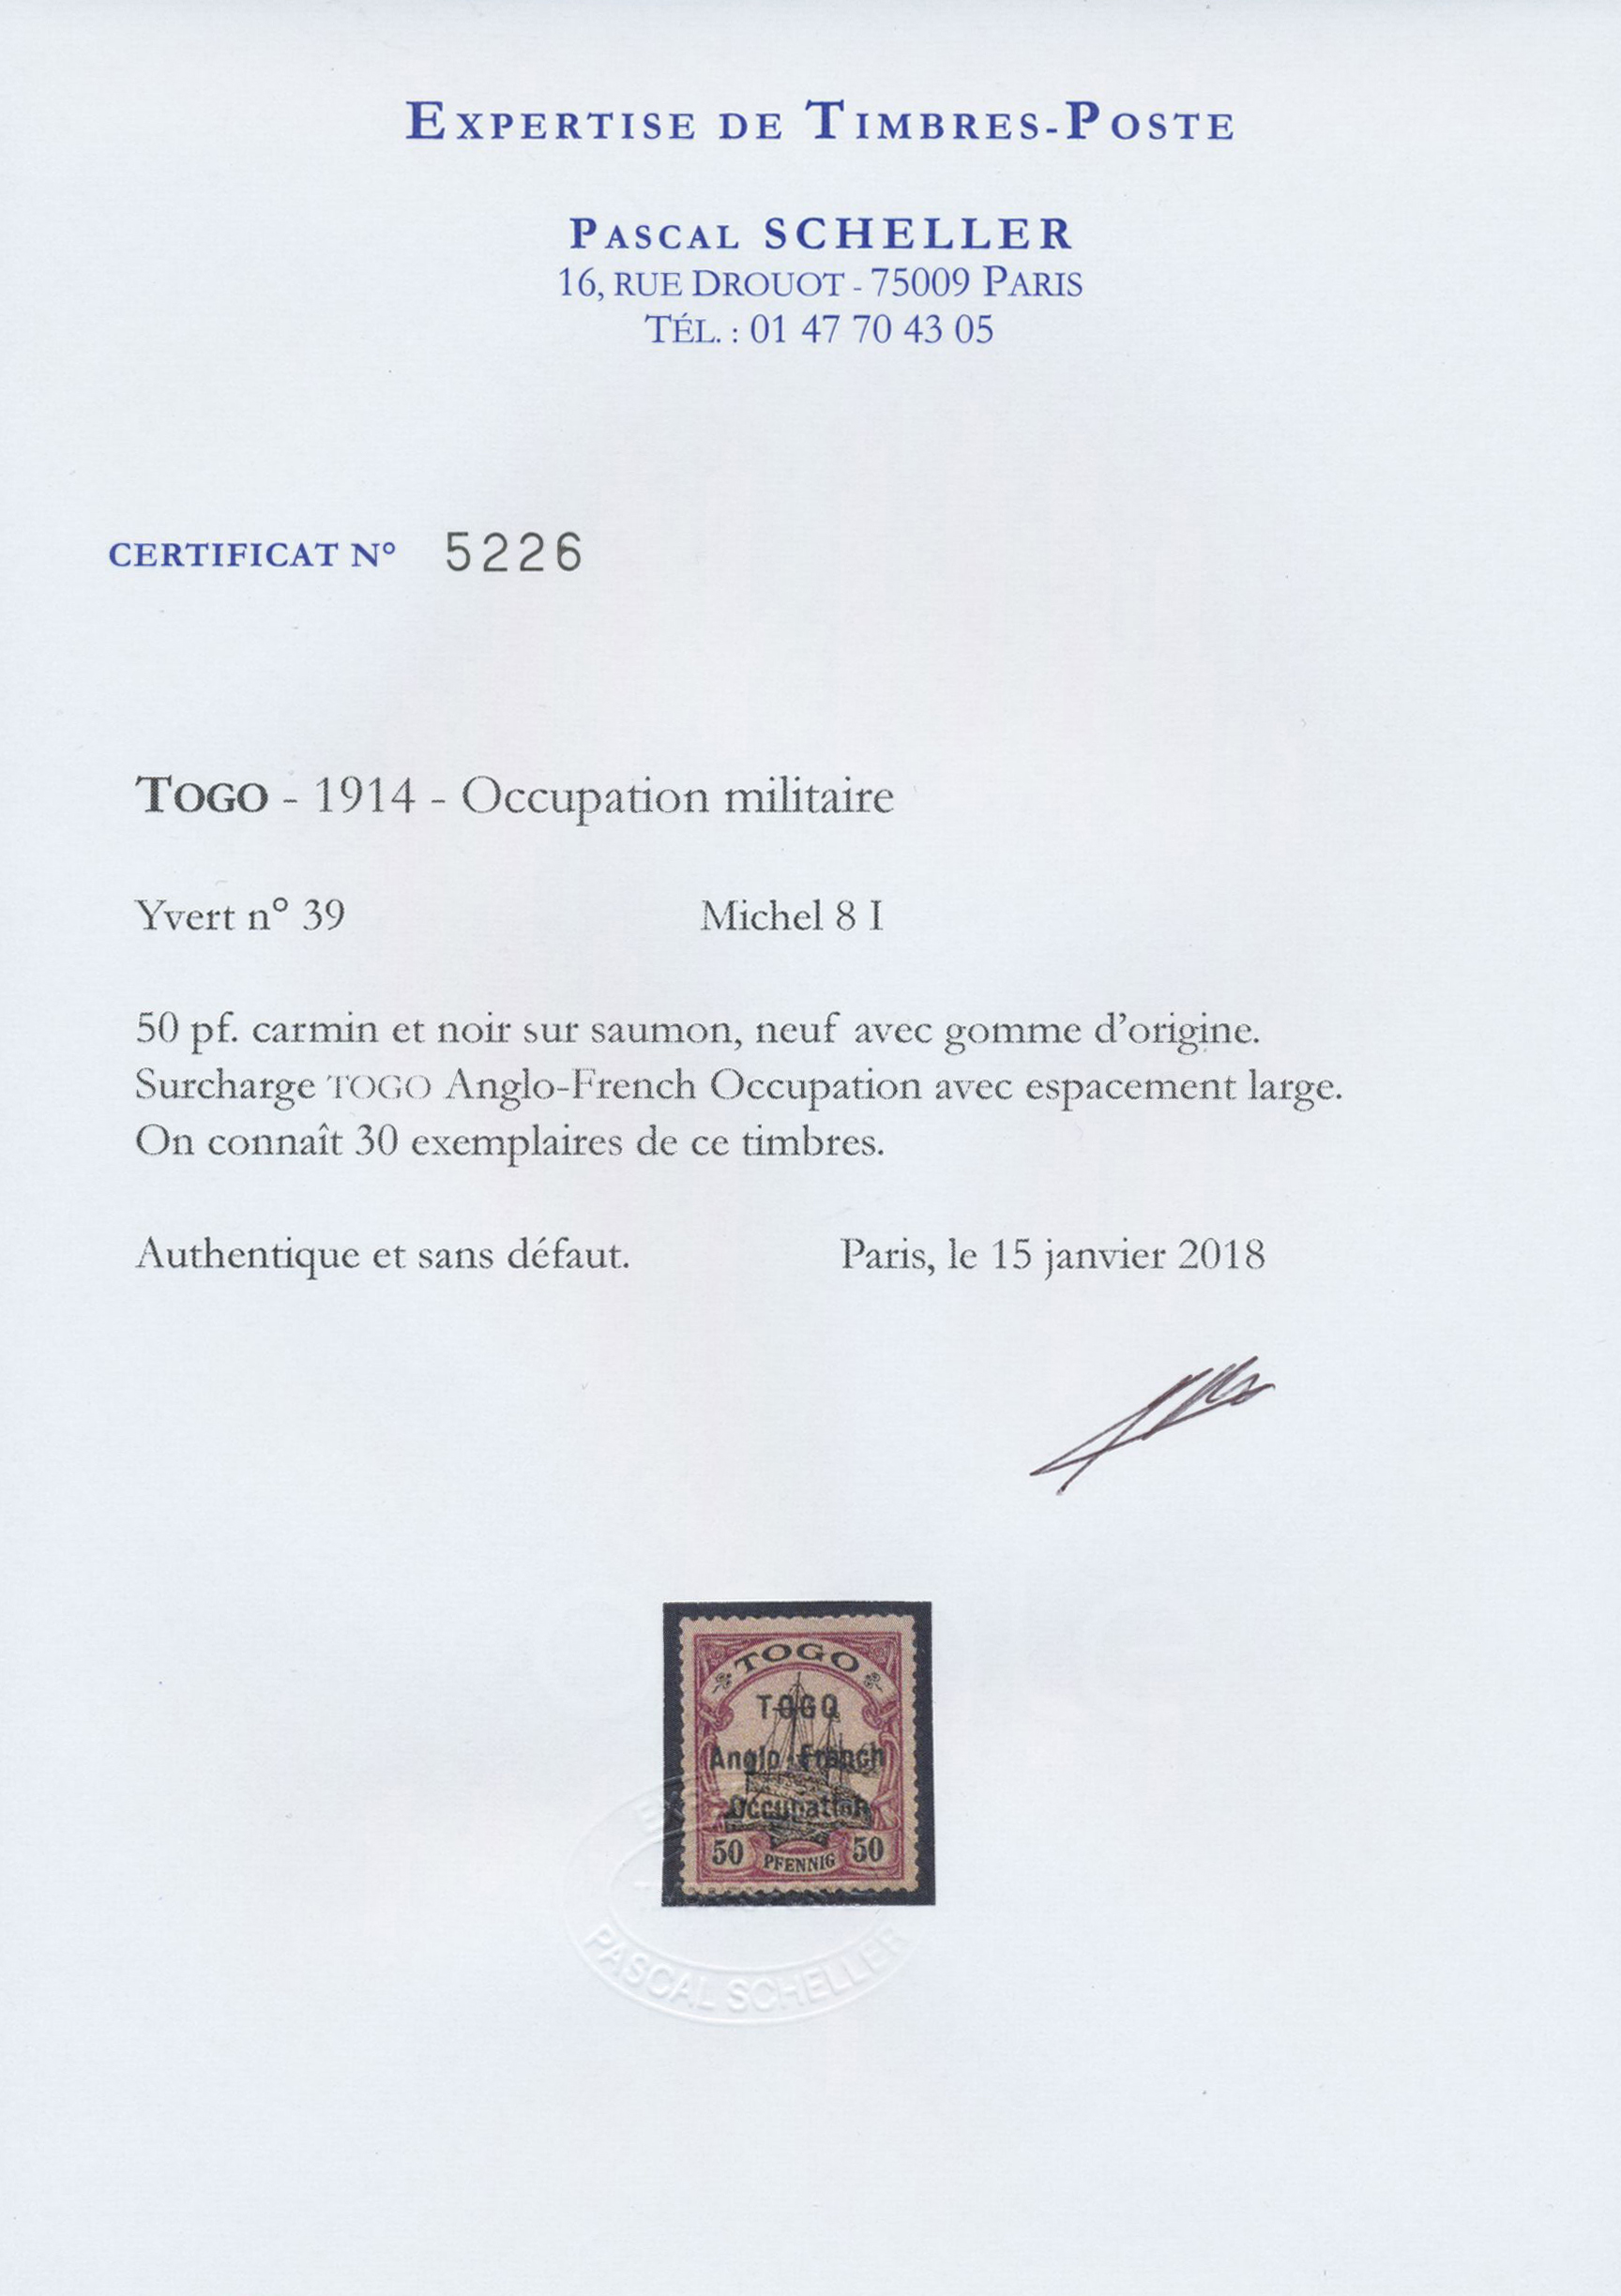 EXPERTISE DE TIMBRES-POSTE
PASCAL SCHELLER
16, RUE DROUOT - 75009 PARIS
TÉL. : 01 47 70 43 05
CERTIFICAT N° 5226
TOGO - 1914 - Occupation militaire
Yvert n° 39 Michel 8 I
50 pf. carmin et noir sur saumon, neuf avec gomme d'origine.
Surcharge TOGO Anglo-French Occupation avec espacement large.
On connaît 30 exemplaires de ce timbres.
Authentique et sans défaut. Paris, le 15 janvier 2018
TOGO
TOGO
Anglo-French
Occupation
50 PFENNIG 50
PASCAL SCHELLER